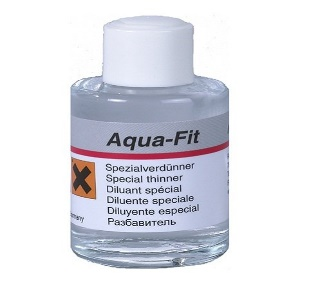 Aqua-Fit
Spezialverdünner
Special thinner
Diluant spécial
Diluente speciale
Diluyente especial
Разбавитель